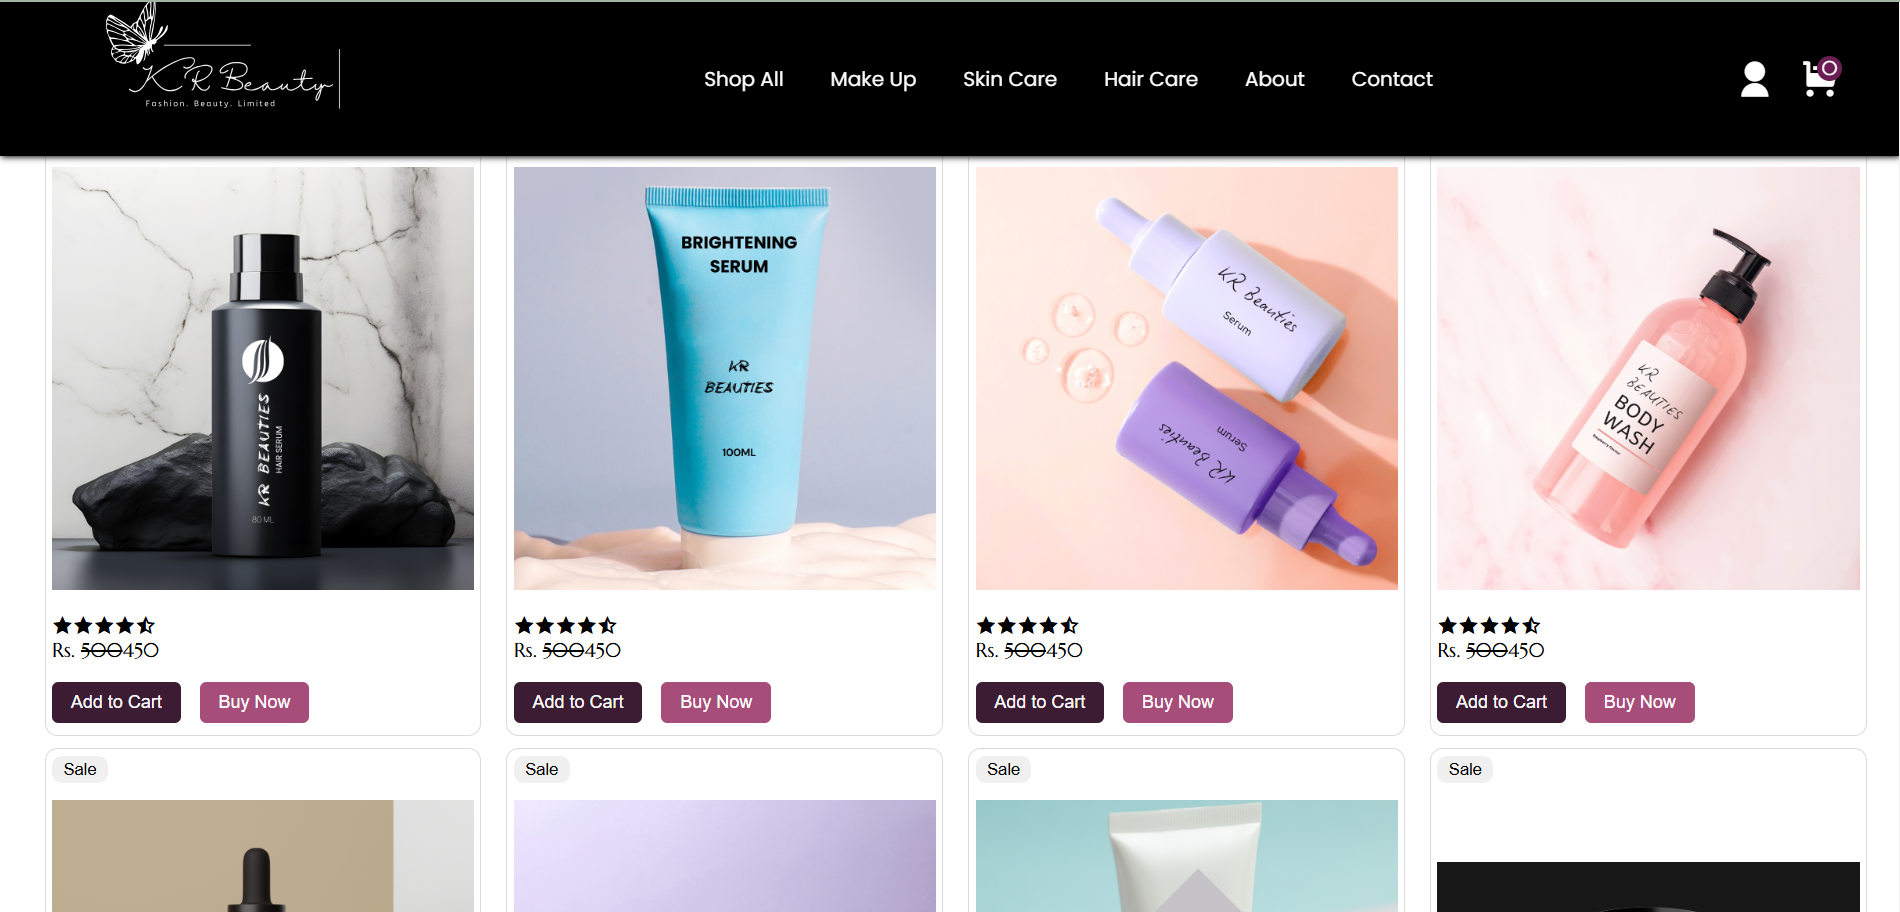 KR Beauty
Fashion. Beauty. Limited
Shop All
Make Up
Skin Care
Hair Care
About
Contact
0
KR BEAUTIES
HAIR SERUM
80 ML
BRIGHTENING
SERUM
KR
BEAUTIES
100ML
KR Beauties
Serum
KR Beauties
Serum
KR
BEAUTIES
BODY
WASH
Rs. 500450
Add to Cart
Buy Now
Rs. 500450
Add to Cart
Buy Now
Rs. 500450
Add to Cart
Buy Now
Rs. 500450
Add to Cart
Buy Now
Sale
Sale
Sale
Sale